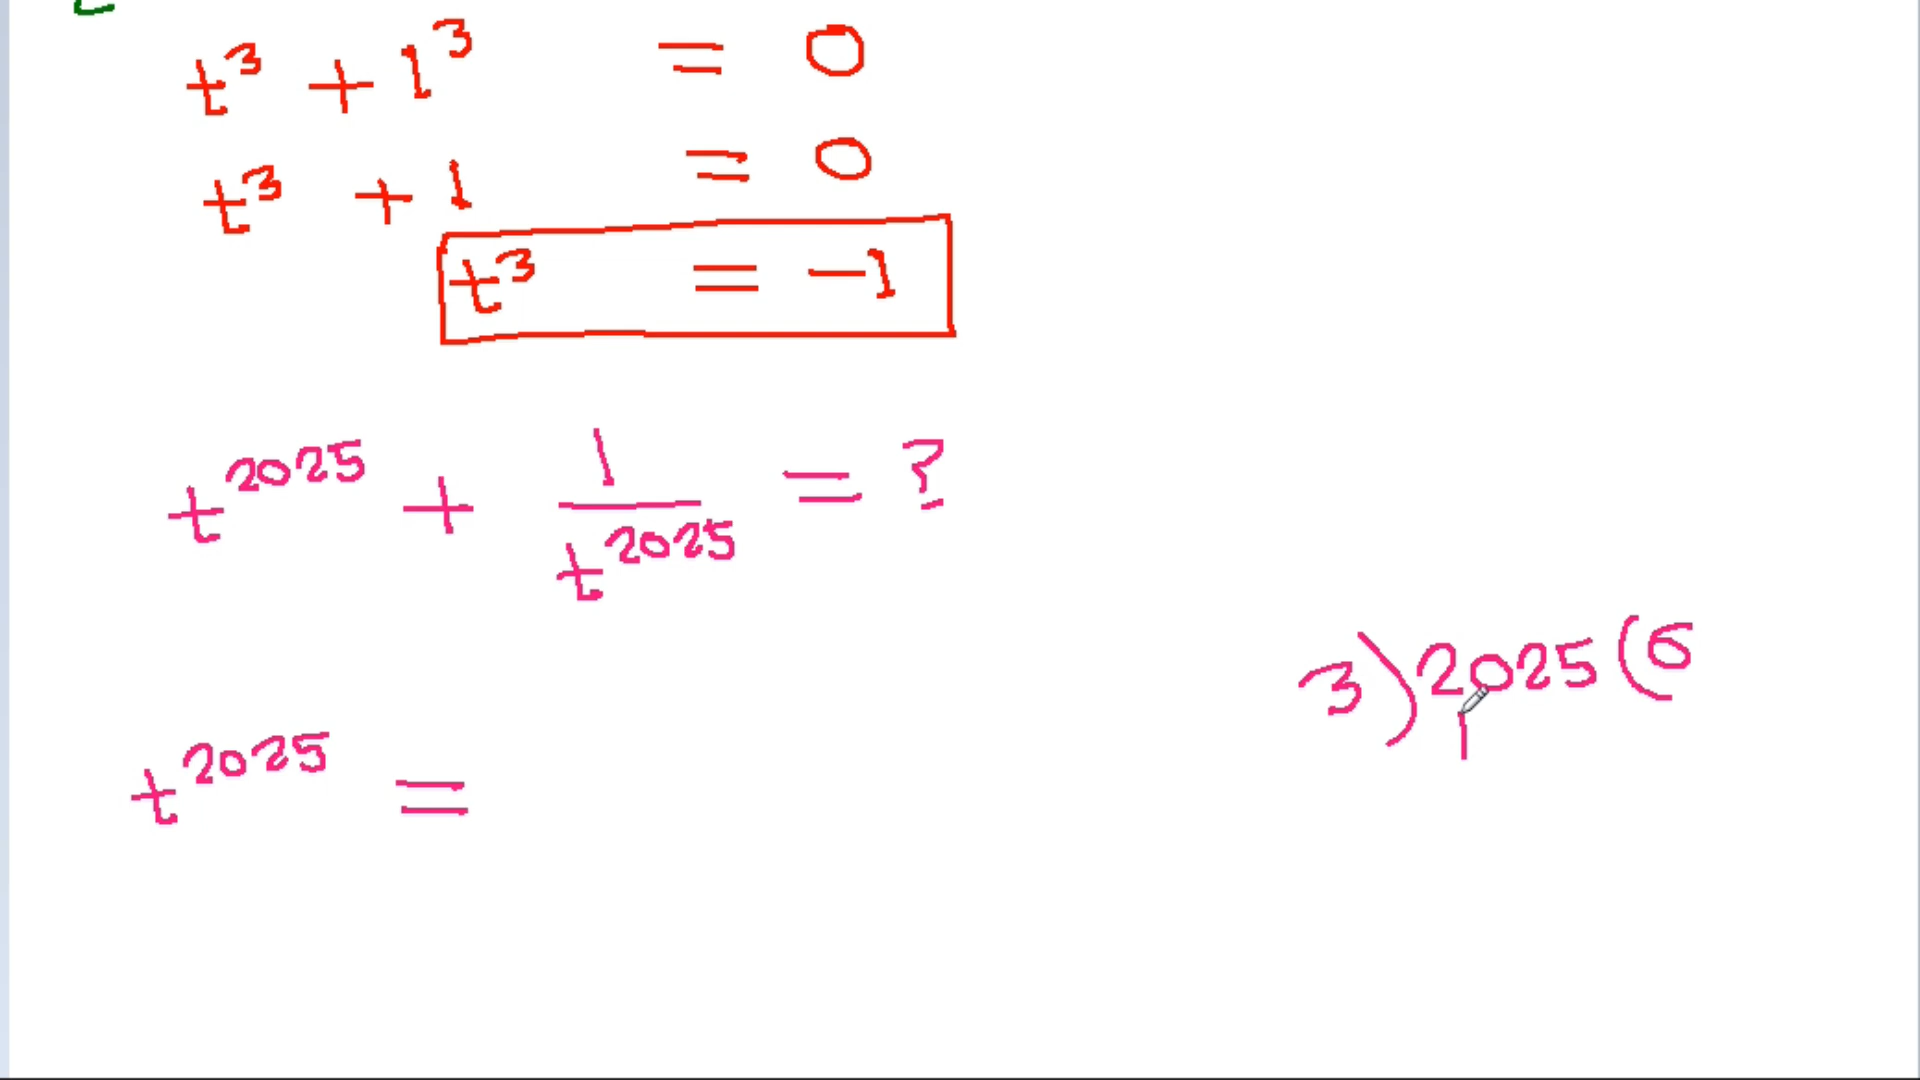 t³ + 1³ = 0
t³ + 1 = 0
t³ = -1
t²⁰²⁵ + 1/t²⁰²⁵ = ?
3)2025(6
1
t²⁰²⁵ =